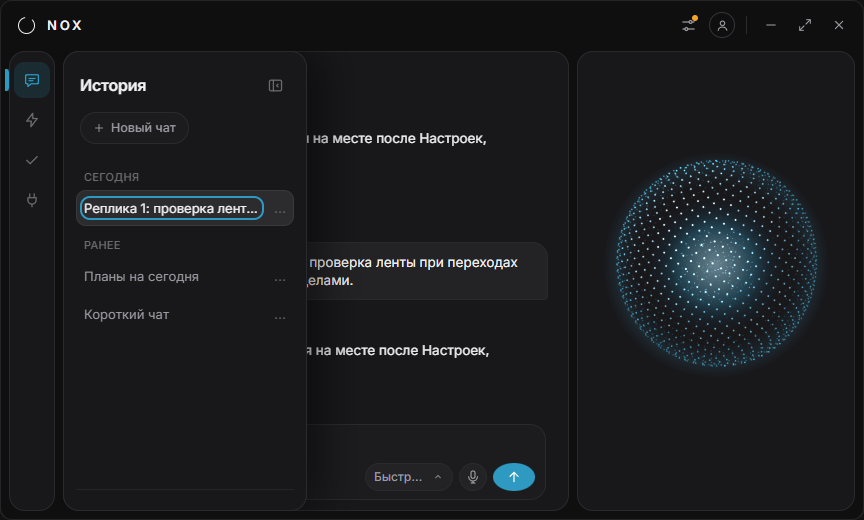 NOX
История
+ Новый чат
СЕГОДНЯ
Реплика 1: проверка лент... ...
РАНЕЕ
Планы на сегодня ...
Короткий чат ...
на месте после Настроек,
проверка ленты при переходах
на месте после Настроек,
Быстр...